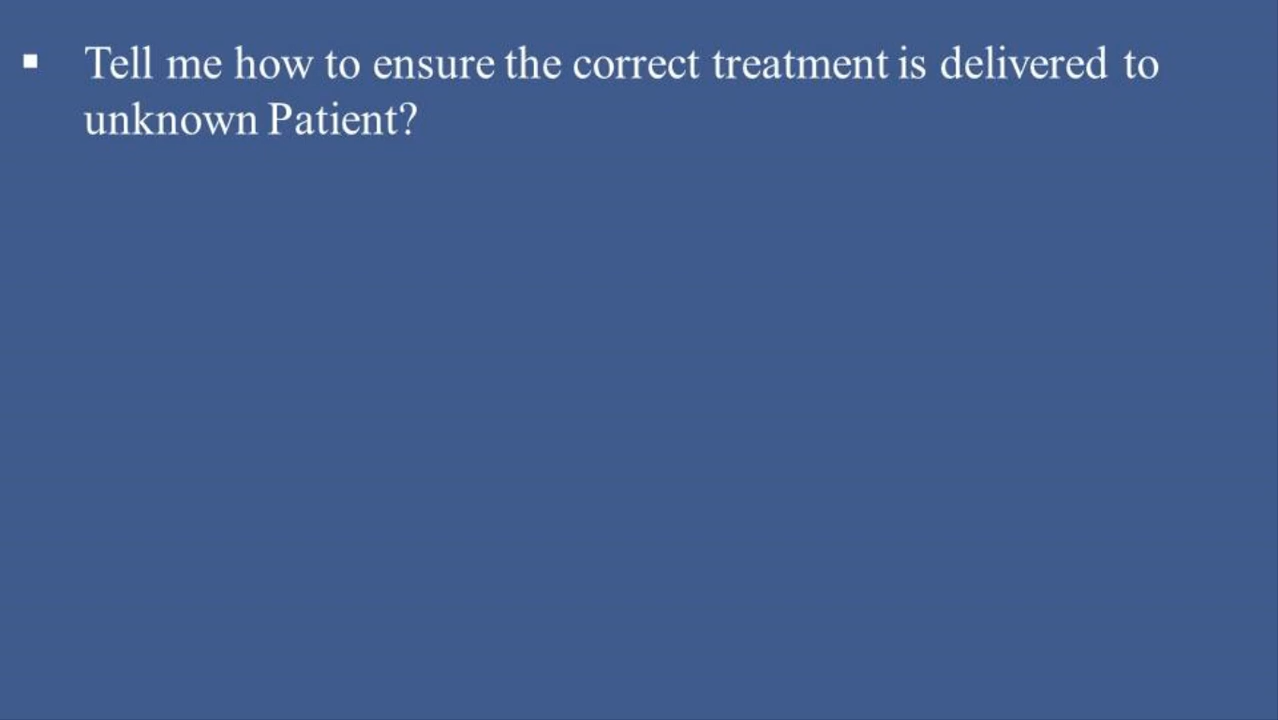 ▪ Tell me how to ensure the correct treatment is delivered to
unknown Patient?